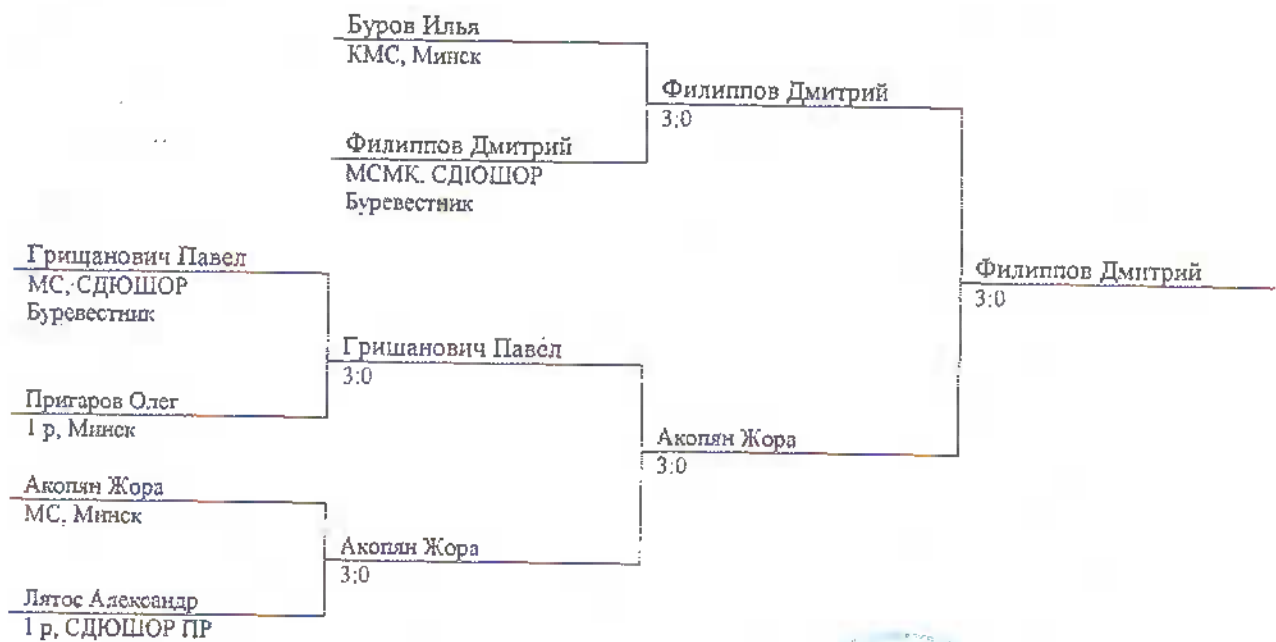 Буров Илья
КМС, Минск
Филиппов Дмитрий
3:0
Филиппов Дмитрий
МСМК. СДЮШОР
Буревестник
Грищанович Павел
МС, СДЮШОР
Буревестник
Филиппов Дмитрий
3:0
Гришанович Павел
3:0
Пригаров Олег
1 р, Минск
Акопян Жора
3:0
Акопян Жора
МС, Минск
Акопян Жора
3:0
Лятос Александр
1 р, СДЮШОР ПР